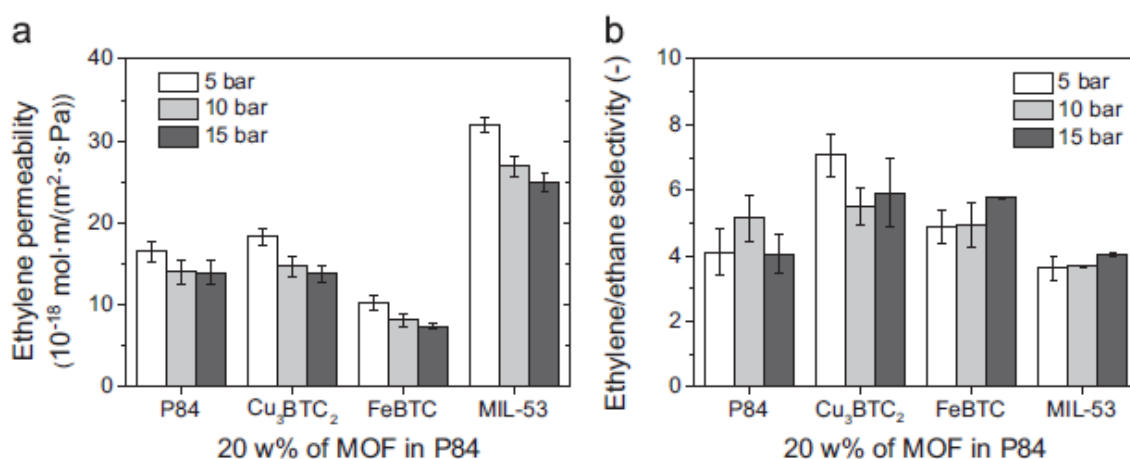 a
Ethylene permeability
(10⁻¹⁸ mol·m/(m²·s·Pa))
40
30
20
10
0
5 bar
10 bar
15 bar
P84
Cu₃BTC₂
FeBTC
MIL-53
20 w% of MOF in P84
b
Ethylene/ethane selectivity (-)
10
8
6
4
2
0
5 bar
10 bar
15 bar
P84
Cu₃BTC₂
FeBTC
MIL-53
20 w% of MOF in P84